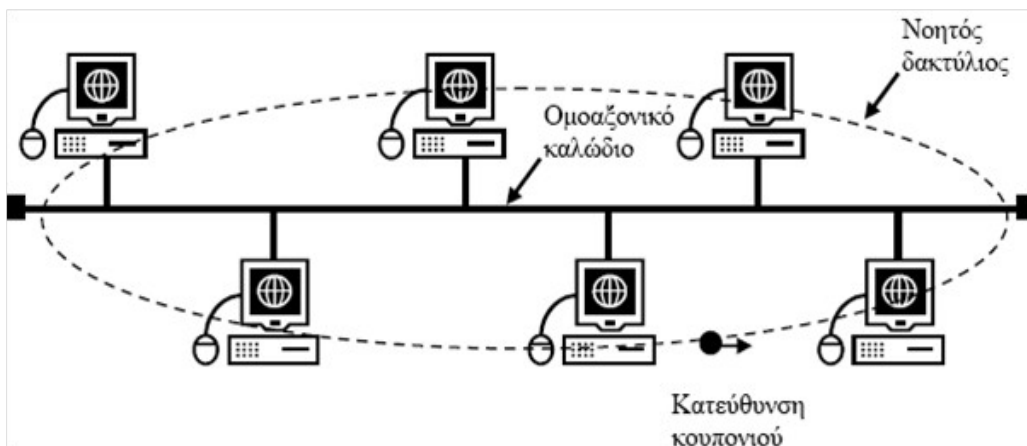 Νοητός
δακτύλιος
Ομοαξονικό
καλώδιο
Κατεύθυνση
κουπονιού